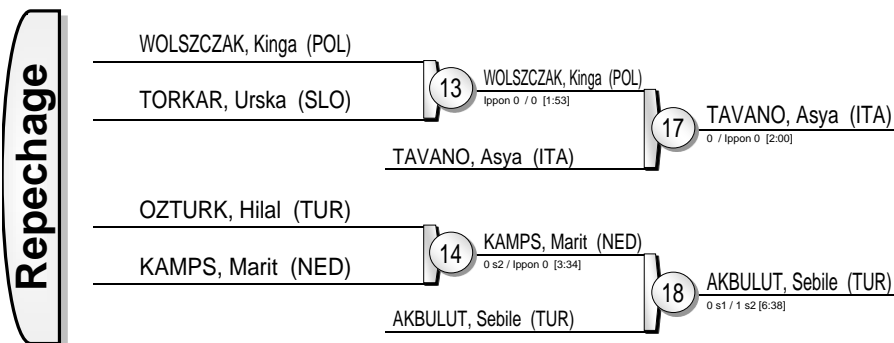 Repechage
WOLSZCZAK, Kinga (POL)
TORKAR, Urska (SLO)
13
WOLSZCZAK, Kinga (POL)
Ippon 0 / 0 [1:53]
TAVANO, Asya (ITA)
17
TAVANO, Asya (ITA)
0 / Ippon 0 [2:00]
OZTURK, Hilal (TUR)
KAMPS, Marit (NED)
14
KAMPS, Marit (NED)
0 s2 / Ippon 0 [3:34]
AKBULUT, Sebile (TUR)
18
AKBULUT, Sebile (TUR)
0 s1 / 1 s2 [6:38]